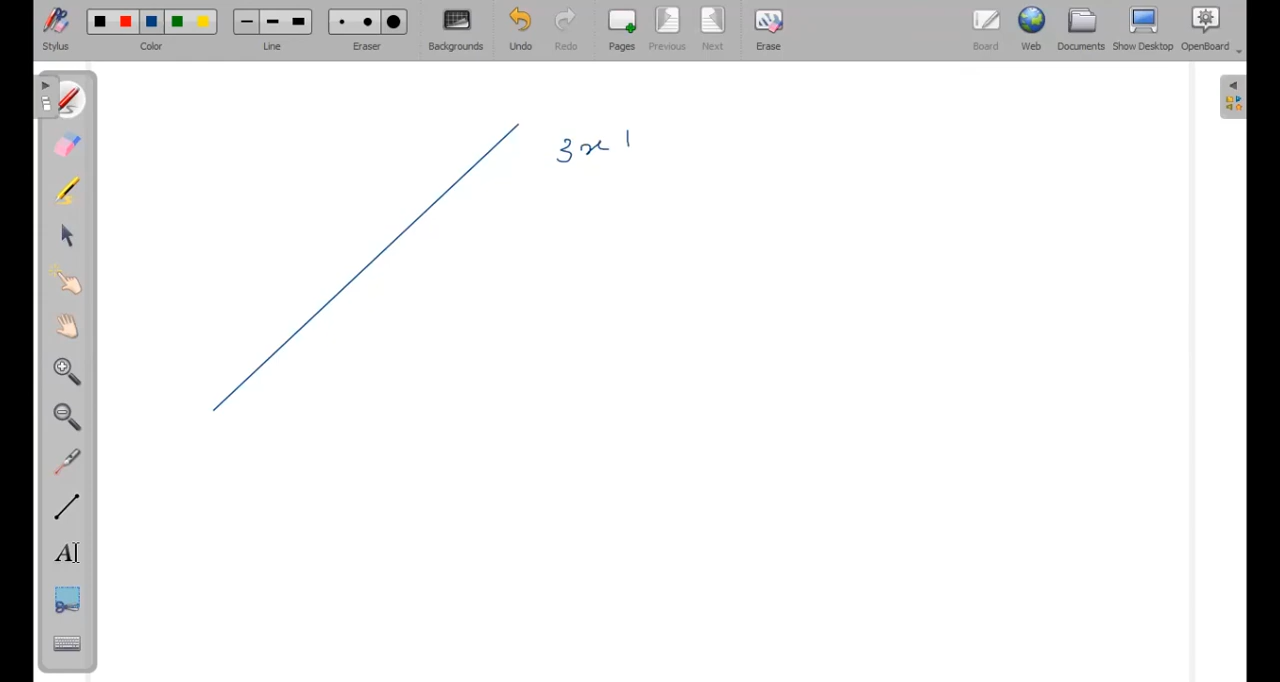 Stylus
Color
Line
Eraser
Backgrounds
Undo
Redo
Pages
Previous
Next
Erase
Board
Web
Documents
Show Desktop
OpenBoard
3x
A